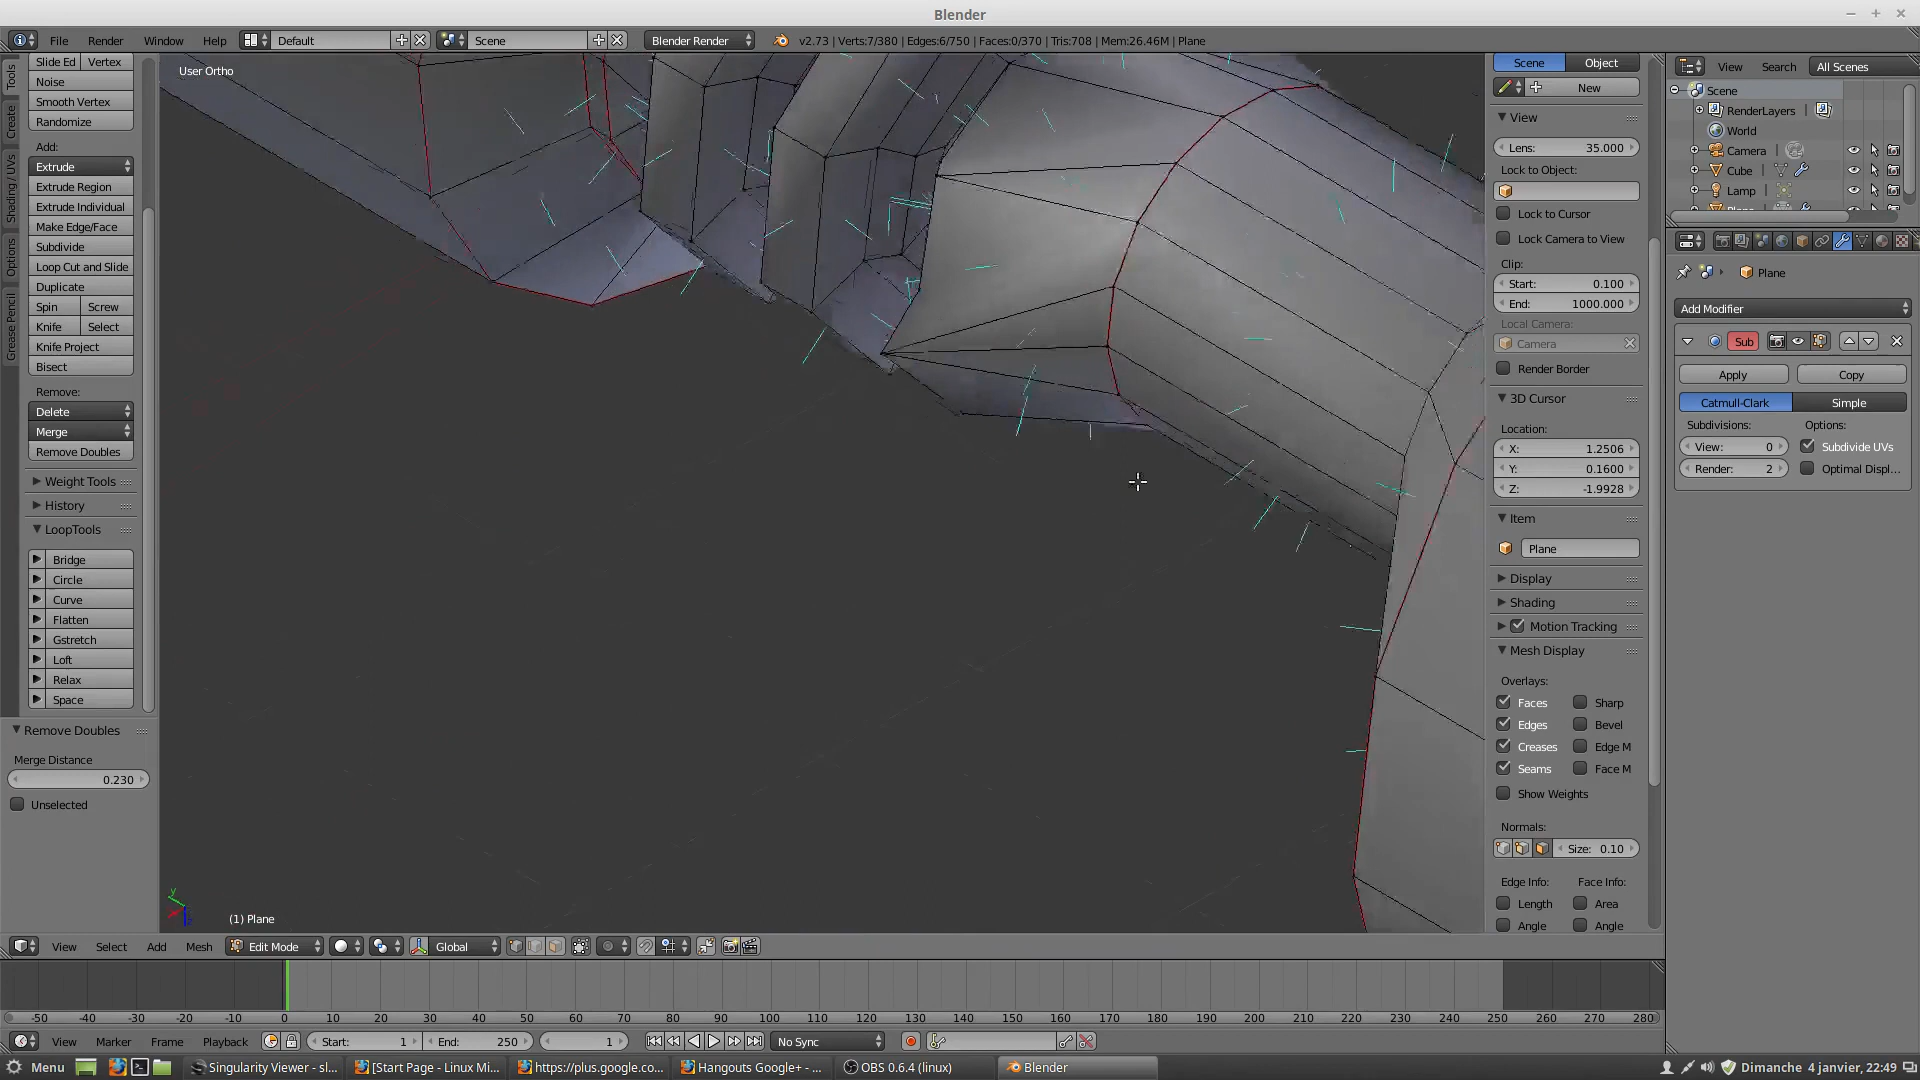 Blender
File Render Window Help Default Scene Blender Render v2.73 | Verts:7/380 | Edges:6/750 | Faces:0/370 | Tris:708 | Mem:26.46M | Plane
Tools
Create
Shading / UVs
Options
Grease Pencil
Slide Ed Vertex
Noise
Smooth Vertex
Randomize
Add:
Extrude
Extrude Region
Extrude Individual
Make Edge/Face
Subdivide
Loop Cut and Slide
Duplicate
Spin Screw
Knife Select
Knife Project
Bisect
Remove:
Delete
Merge
Remove Doubles
Weight Tools
History
LoopTools
Bridge
Circle
Curve
Flatten
Gstretch
Loft
Relax
Space
Remove Doubles
Merge Distance
0.230
Unselected
User Ortho
(1) Plane
Scene Object
New
View
Lens: 35.000
Lock to Object:
Lock to Cursor
Lock Camera to View
Clip:
Start: 0.100
End: 1000.000
Local Camera:
Camera
Render Border
3D Cursor
Location:
X: 1.2506
Y: 0.1600
Z: -1.9928
Item
Plane
Display
Shading
Motion Tracking
Mesh Display
Overlays:
Faces Sharp
Edges Bevel
Creases Edge M
Seams Face M
Show Weights
Normals:
Size: 0.10
Edge Info: Face Info:
Length Area
Angle Angle
View Search All Scenes
Scene
RenderLayers
World
Camera
Cube
Lamp
Plane
Add Modifier
Sub
Apply Copy
Catmull-Clark Simple
Subdivisions: Options:
View: 0 Subdivide UVs
Render: 2 Optimal Displ...
View Select Add Mesh Edit Mode Global
-50 -40 -30 -20 -10 0 10 20 30 40 50 60 70 80 90 100 110 120 130 140 150 160 170 180 190 200 210 220 230 240 250 260 270 280
View Marker Frame Playback Start: 1 End: 250 1 No Sync
Menu Singularity Viewer - sl... [Start Page - Linux Mi... https://plus.google.co... Hangouts Google+ - ... OBS 0.6.4 (linux) Blender Dimanche 4 janvier, 22:49